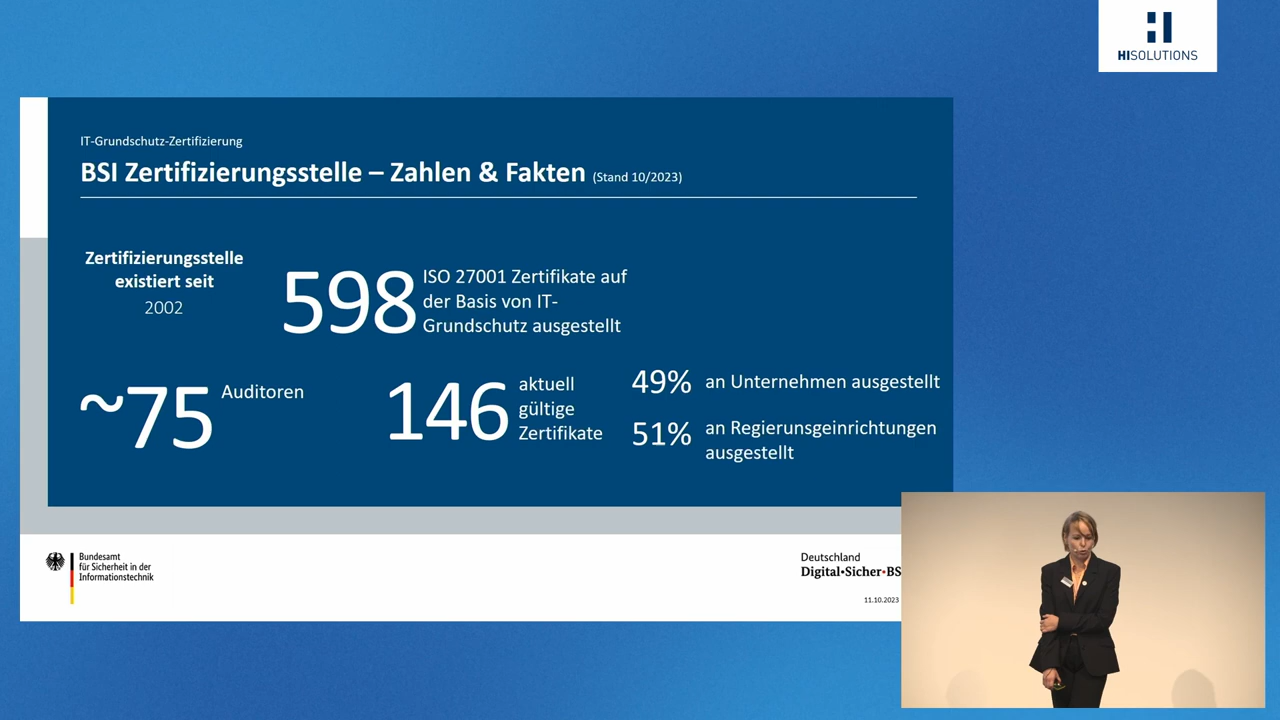 HISOLUTIONS
IT-Grundschutz-Zertifizierung
BSI Zertifizierungsstelle – Zahlen & Fakten (Stand 10/2023)
Zertifizierungsstelle
existiert seit
2002
598
ISO 27001 Zertifikate auf
der Basis von IT-
Grundschutz ausgestellt
~75
Auditoren
146
aktuell
gültige
Zertifikate
49% an Unternehmen ausgestellt
51% an Regierunsgeinrichtungen
ausgestellt
Bundesamt
für Sicherheit in der
Informationstechnik
Deutschland
Digital•Sicher•BS
11.10.2023